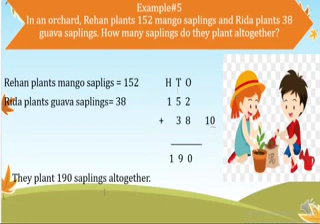 Example#5
In an orchard, Rehan plants 152 mango saplings and Rida plants 38
guava saplings. How many saplings do they plant altogether?
Rehan plants mango sapligs = 152
H T O
Rida plants guava saplings= 38
1 5 2
+ 3 8 10
1 9 0
They plant 190 saplings altogether.